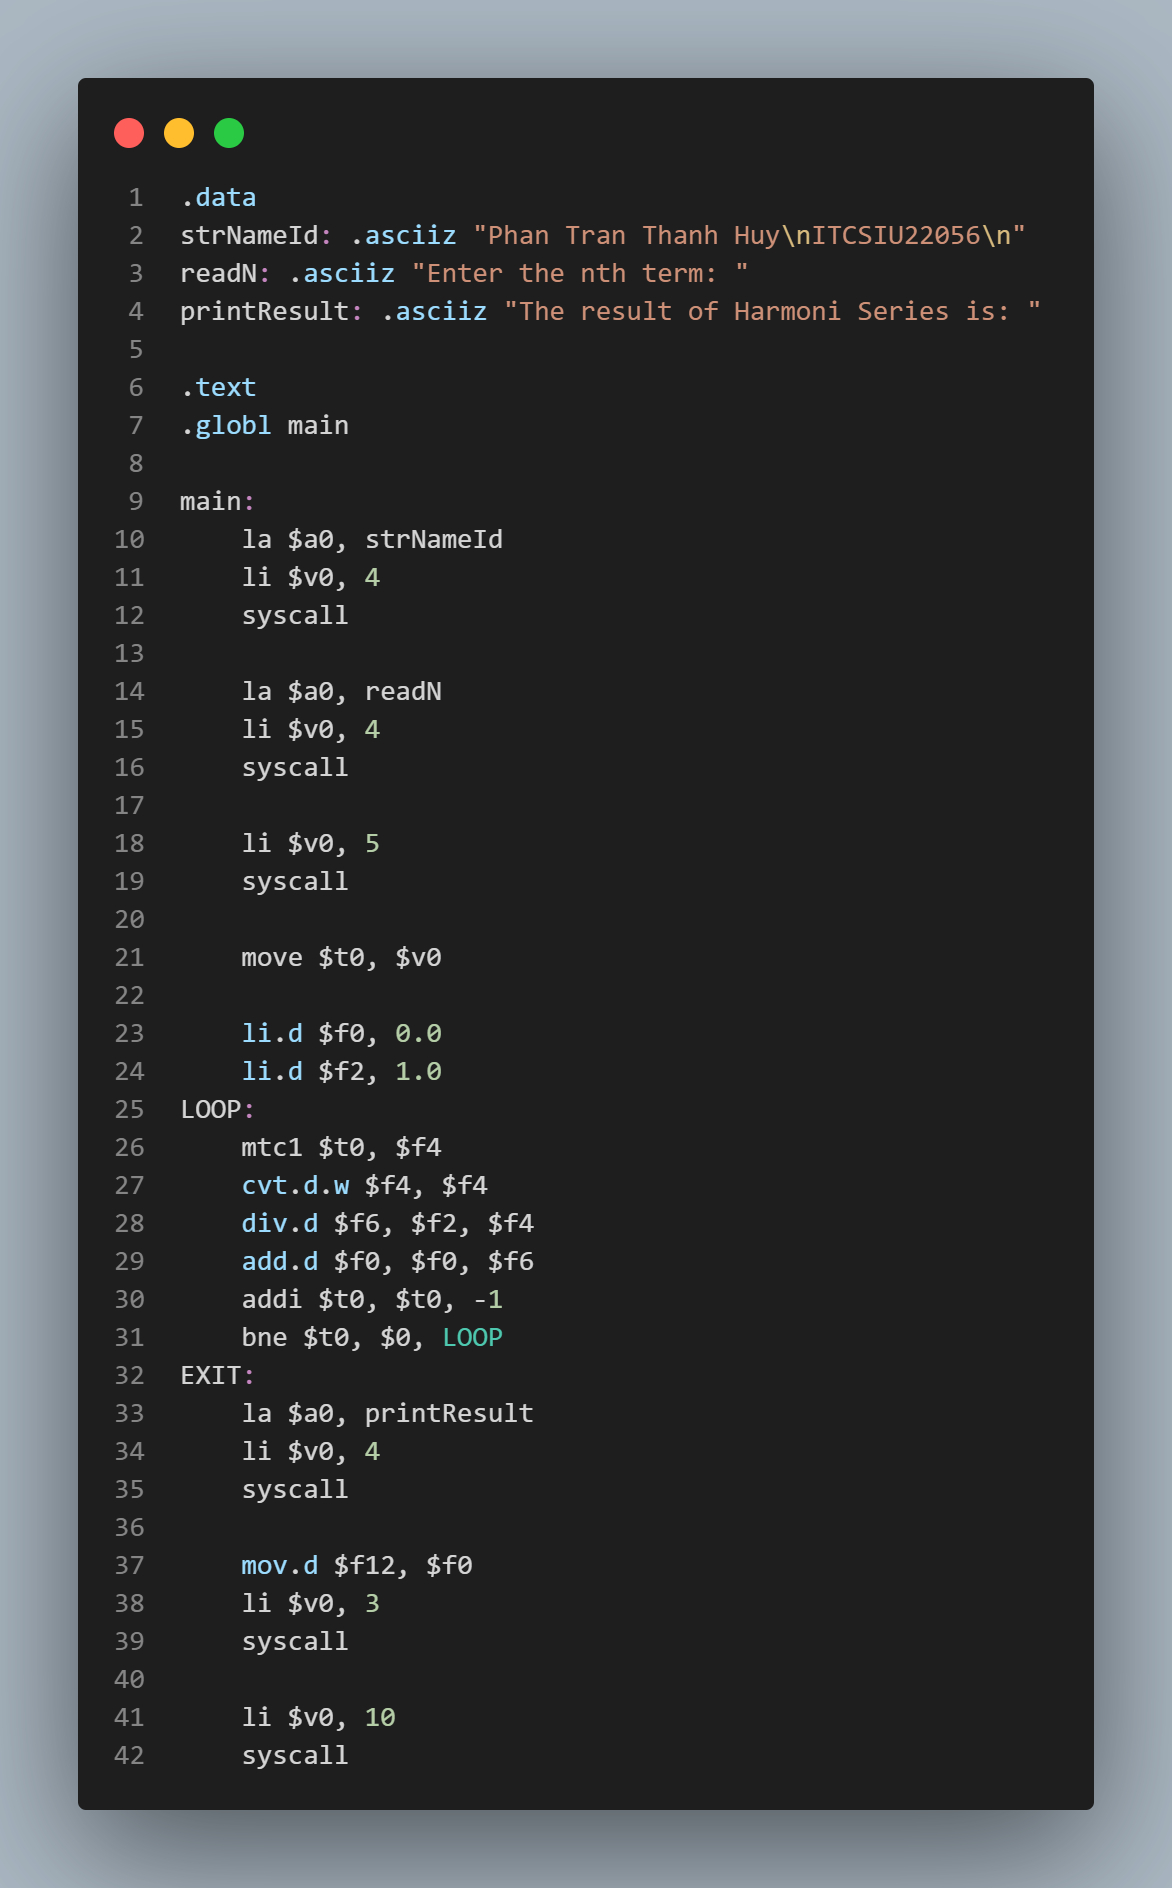 1 .data
2 strNameId: .asciiz "Phan Tran Thanh Huy\nITCSIU22056\n"
3 readN: .asciiz "Enter the nth term: "
4 printResult: .asciiz "The result of Harmoni Series is: "
5
6 .text
7 .globl main
8
9 main:
10     la $a0, strNameId
11     li $v0, 4
12     syscall
13
14     la $a0, readN
15     li $v0, 4
16     syscall
17
18     li $v0, 5
19     syscall
20
21     move $t0, $v0
22
23     li.d $f0, 0.0
24     li.d $f2, 1.0
25 LOOP:
26     mtc1 $t0, $f4
27     cvt.d.w $f4, $f4
28     div.d $f6, $f2, $f4
29     add.d $f0, $f0, $f6
30     addi $t0, $t0, -1
31     bne $t0, $0, LOOP
32 EXIT:
33     la $a0, printResult
34     li $v0, 4
35     syscall
36
37     mov.d $f12, $f0
38     li $v0, 3
39     syscall
40
41     li $v0, 10
42     syscall